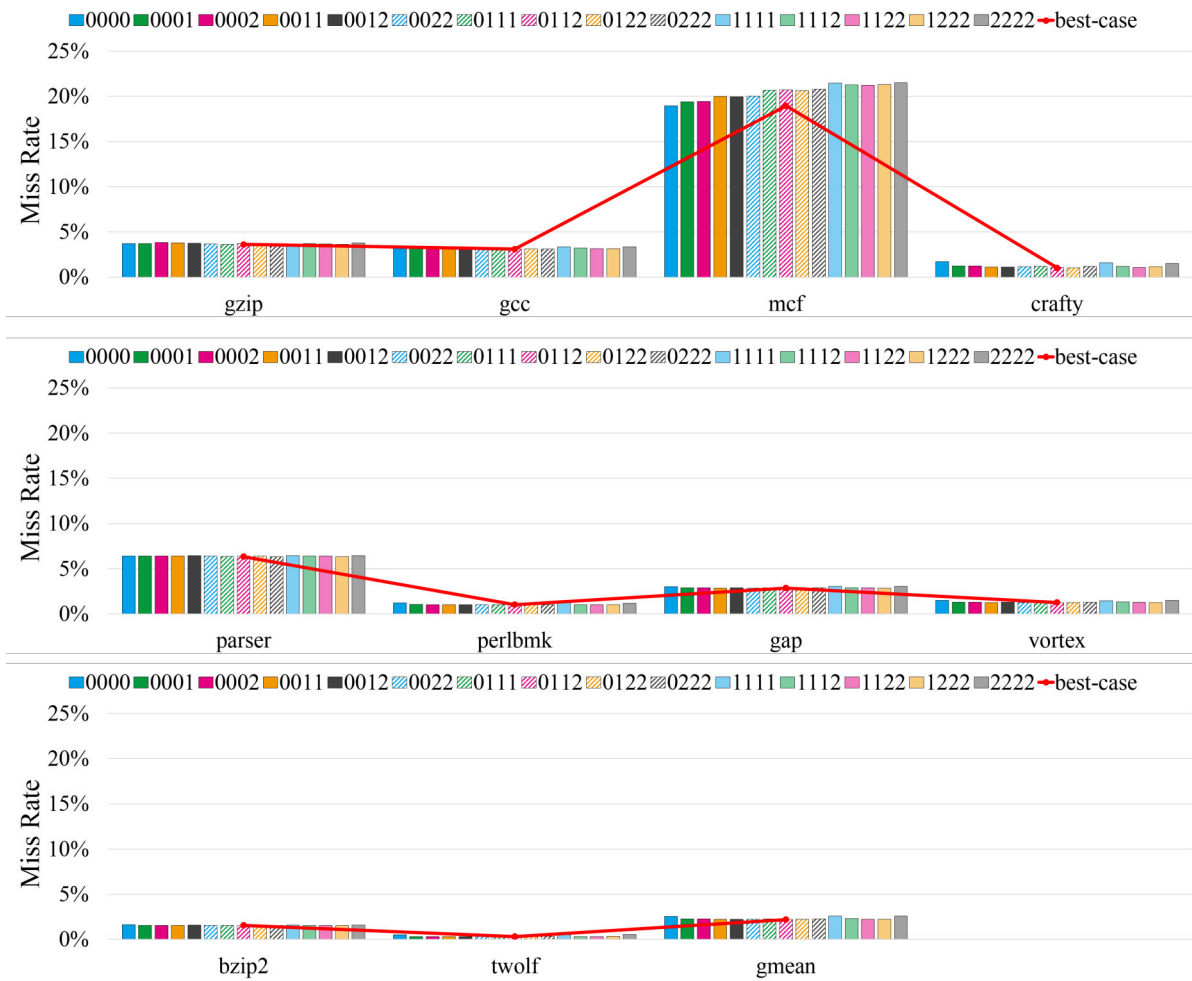 0000 0001 0002 0011 0012 0022 0111 0112 0122 0222 1111 1112 1122 1222 2222 best-case
25%
20%
15%
10%
5%
0%
Miss Rate
gzip gcc mcf crafty
0000 0001 0002 0011 0012 0022 0111 0112 0122 0222 1111 1112 1122 1222 2222 best-case
25%
20%
15%
10%
5%
0%
Miss Rate
parser perlbmk gap vortex
0000 0001 0002 0011 0012 0022 0111 0112 0122 0222 1111 1112 1122 1222 2222 best-case
25%
20%
15%
10%
5%
0%
Miss Rate
bzip2 twolf gmean